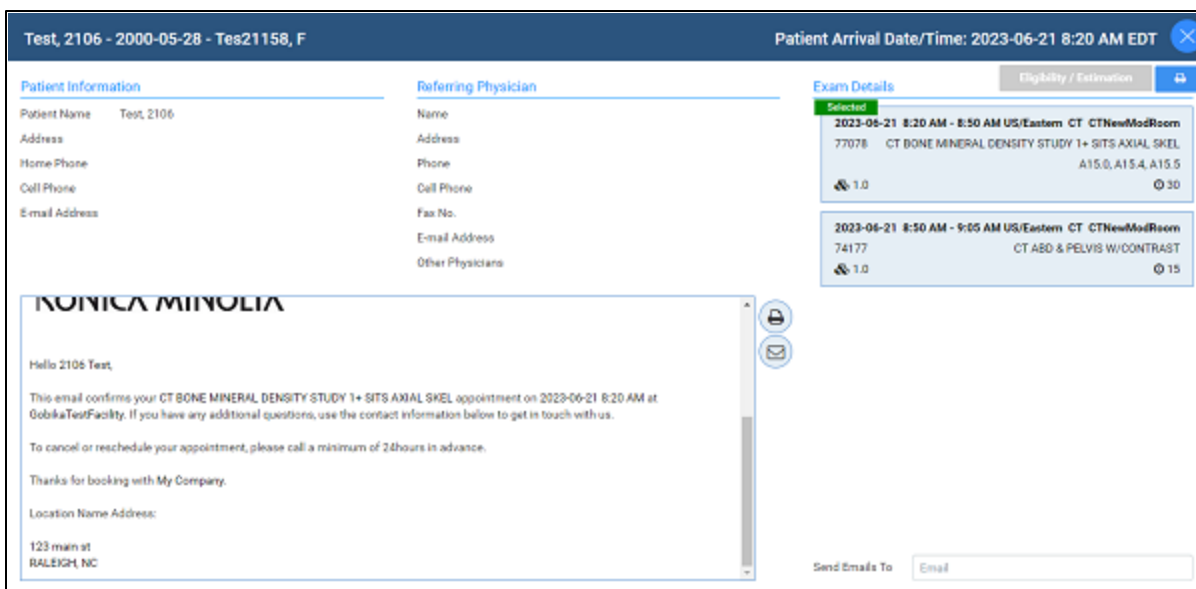 Test, 2106 - 2000-05-28 - Tes21158, F
Patient Arrival Date/Time: 2023-06-21 8:20 AM EDT
Patient Information
Patient Name Test, 2106
Address
Home Phone
Cell Phone
E-mail Address
Referring Physician
Name
Address
Phone
Cell Phone
Fax No.
E-mail Address
Other Physicians
Eligibility / Estimation
Exam Details
Selected
2023-06-21 8:20 AM - 8:50 AM US/Eastern CT CTNewModRoom
77078 CT BONE MINERAL DENSITY STUDY 1+ SITS AXIAL SKEL
A15.0, A15.4, A15.5
1.0 30
2023-06-21 8:50 AM - 9:05 AM US/Eastern CT CTNewModRoom
74177 CT ABD & PELVIS W/CONTRAST
1.0 15
KONICA MINOLTA
Hello 2106 Test,
This email confirms your CT BONE MINERAL DENSITY STUDY 1+ SITS AXIAL SKEL appointment on 2023-06-21 8:20 AM at
GobikaTestFacility. If you have any additional questions, use the contact information below to get in touch with us.
To cancel or reschedule your appointment, please call a minimum of 24hours in advance.
Thanks for booking with My Company.
Location Name Address:
123 main st
RALEIGH, NC
Send Emails To Email